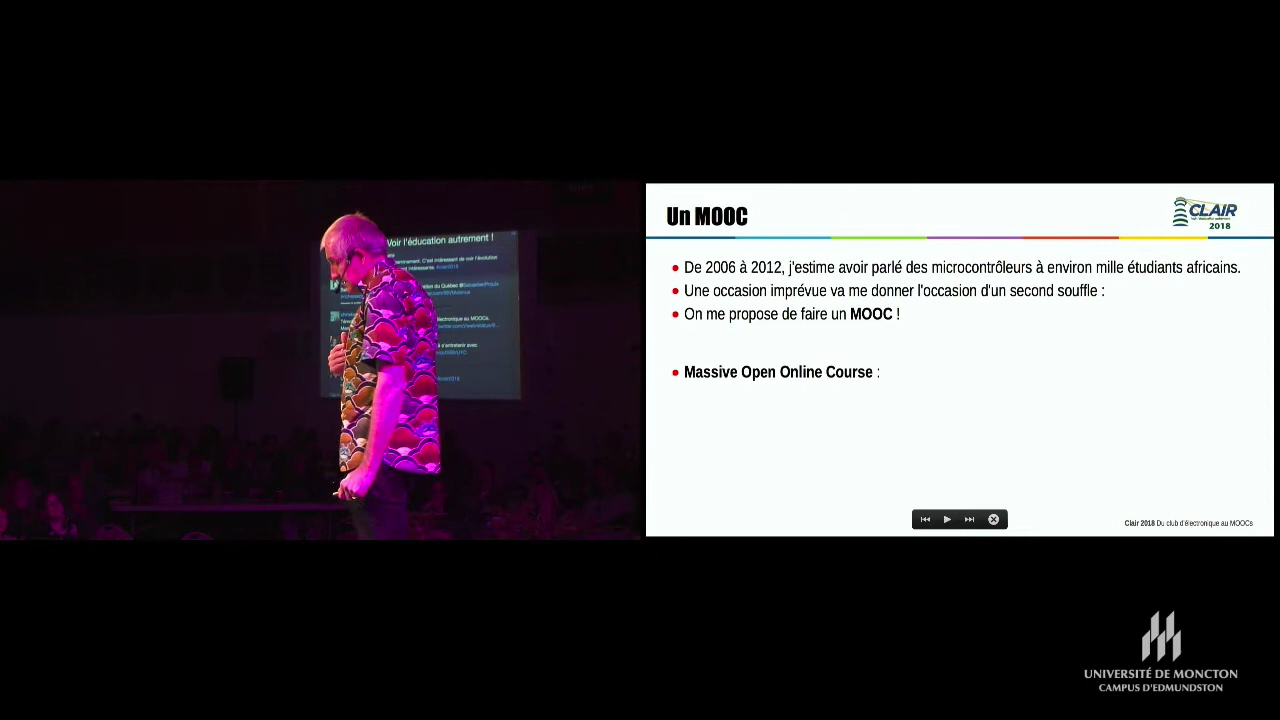 Voir l'éducation autrement !
Un MOOC
CLAIR
2018
● De 2006 à 2012, j'estime avoir parlé des microcontrôleurs à environ mille étudiants africains.
● Une occasion imprévue va me donner l'occasion d'un second souffle :
● On me propose de faire un MOOC !
● Massive Open Online Course :
Clair 2018 Du club d'électronique au MOOCs
UNIVERSITÉ DE MONCTON
CAMPUS D'EDMUNDSTON